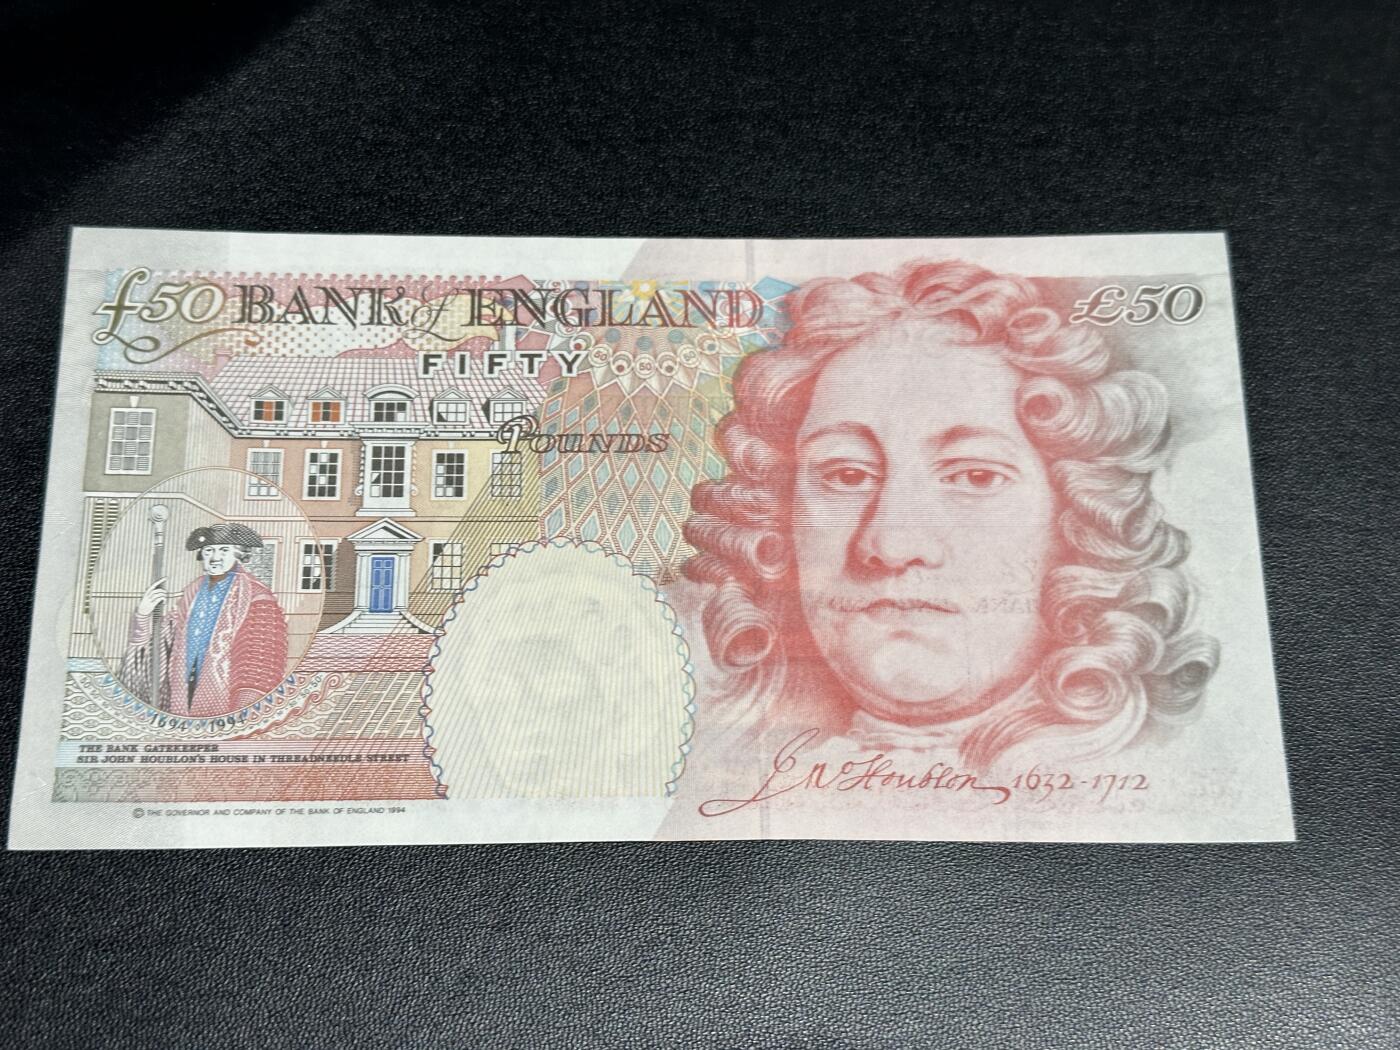 £50 BANK of ENGLAND £50
FIFTY
POUNDS
1694 1994
THE BANK GATEKEEPER
SIR JOHN HOUBLON'S HOUSE IN THREADNEEDLE STREET
© THE GOVERNOR AND COMPANY OF THE BANK OF ENGLAND 1994
Houblon 1632-1712